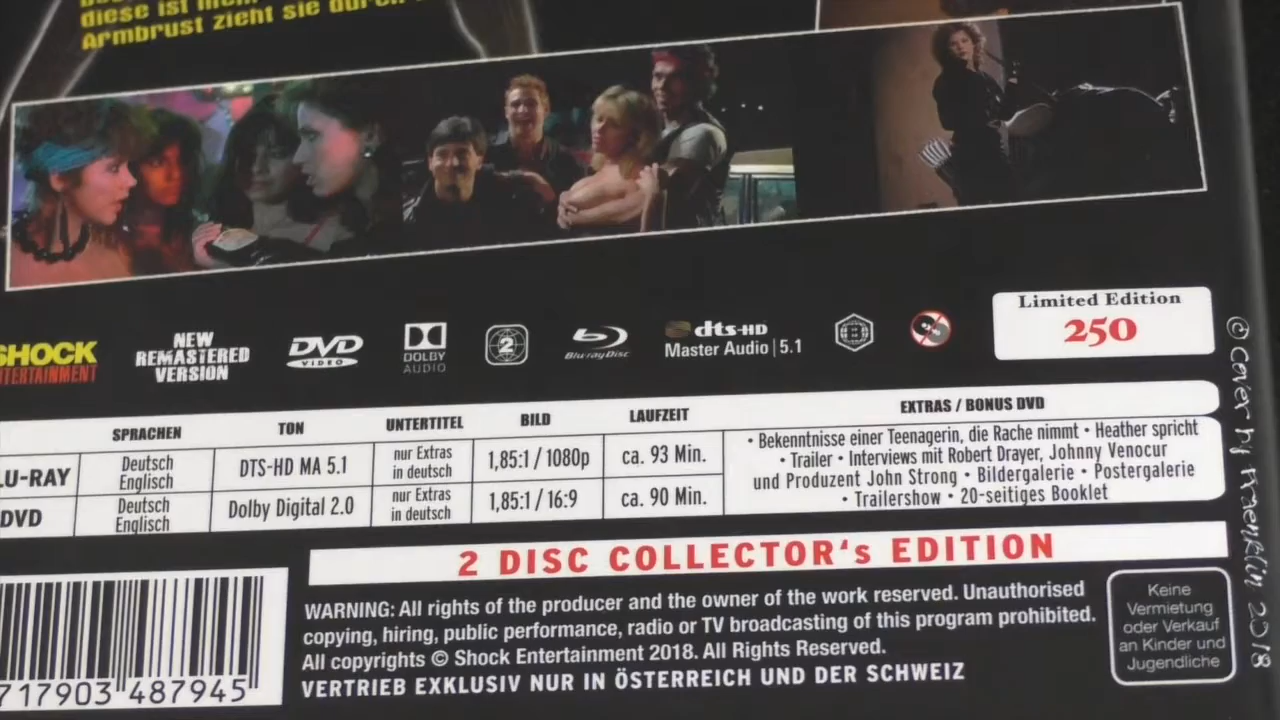 diese ist
Armbrust zieht sie durch
SHOCK
ENTERTAINMENT
NEW
REMASTERED
VERSION
DVD
VIDEO
DOLBY
AUDIO
2
Blu-ray Disc
dts-HD
Master Audio | 5.1
Limited Edition
250
SPRACHEN TON UNTERTITEL BILD LAUFZEIT EXTRAS / BONUS DVD
LU-RAY Deutsch Englisch DTS-HD MA 5.1 nur Extras in deutsch 1,85:1 / 1080p ca. 93 Min.
DVD Deutsch Englisch Dolby Digital 2.0 nur Extras in deutsch 1,85:1 / 16:9 ca. 90 Min.
• Bekenntnisse einer Teenagerin, die Rache nimmt • Heather spricht
• Trailer • Interviews mit Robert Drayer, Johnny Venocur
und Produzent John Strong • Bildergalerie • Postergalerie
• Trailershow • 20-seitiges Booklet
2 DISC COLLECTOR's EDITION
WARNING: All rights of the producer and the owner of the work reserved. Unauthorised
copying, hiring, public performance, radio or TV broadcasting of this program prohibited.
All copyrights © Shock Entertainment 2018. All Rights Reserved.
VERTRIEB EXKLUSIV NUR IN ÖSTERREICH UND DER SCHWEIZ
717903 487945
Keine
Vermietung
oder Verkauf
an Kinder und
Jugendliche
© Cover by 2018